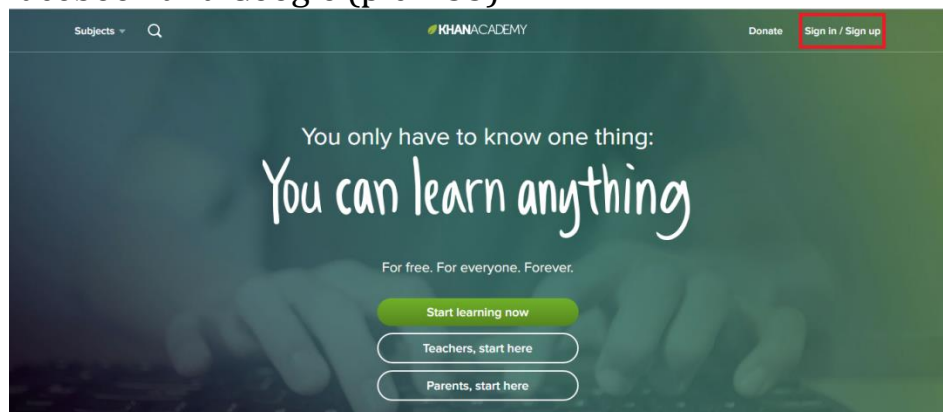 Subjects
KHANACADEMY
Donate
Sign in / Sign up
You only have to know one thing:
You can learn anything
For free. For everyone. Forever.
Start learning now
Teachers, start here
Parents, start here